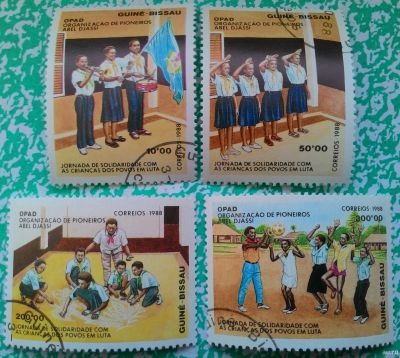 OPAD
ORGANIZAÇÃO DE PIONEIROS
ABEL DJASSI
GUINÉ-BISSAU
10'00
CORREIOS 1988
JORNADA DE SOLIDARIEDADE COM
AS CRIANÇAS DOS POVOS EM LUTA
OPAD
ORGANIZAÇÃO DE PIONEIROS
ABEL DJASSI
GUINÉ-BISSAU
50'00
CORREIOS 1988
JORNADA DE SOLIDARIEDADE COM
AS CRIANÇAS DOS POVOS EM LUTA
OPAD
ORGANIZAÇÃO DE PIONEIROS
ABEL DJASSI
CORREIOS 1988
200'00
GUINÉ-BISSAU
JORNADA DE SOLIDARIEDADE COM
AS CRIANÇAS DOS POVOS EM LUTA
OPAD
ORGANIZAÇÃO DE PIONEIROS
ABEL DJASSI
CORREIOS 1988
300'00
GUINÉ-BISSAU
JORNADA DE SOLIDARIEDADE COM
AS CRIANÇAS DOS POVOS EM LUTA